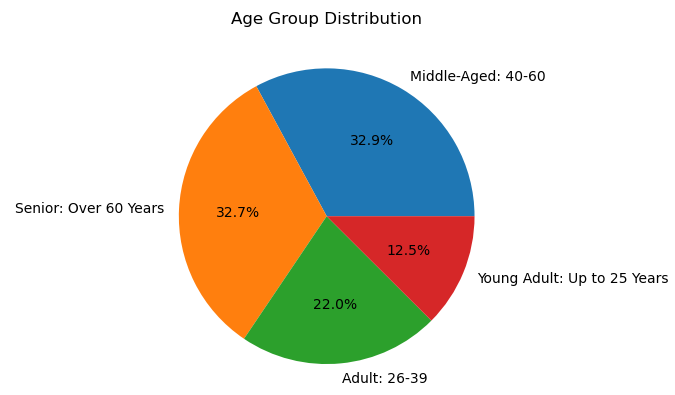 Age Group Distribution
Middle-Aged: 40-60
32.9%
Senior: Over 60 Years
32.7%
12.5%
Young Adult: Up to 25 Years
22.0%
Adult: 26-39